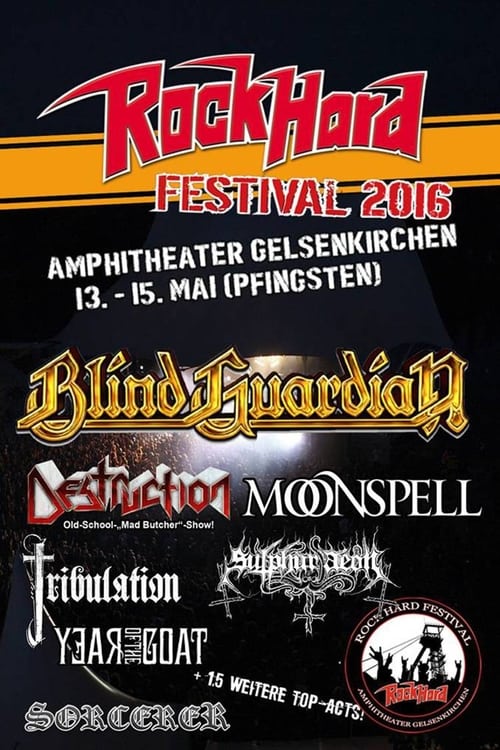 RockHard
FESTIVAL 2016
AMPHITHEATER GELSENKIRCHEN
13. - 15. MAI (PFINGSTEN)
Blind Guardian
DESTRUCTION
Old-School-„Mad Butcher“-Show!
MOONSPELL
Tribulation
Sulphur Aeon
YEAR OF THE GOAT
+ 15 WEITERE TOP-ACTS!
SORCERER
ROCK HARD FESTIVAL
RockHard
AMPHITHEATER GELSENKIRCHEN